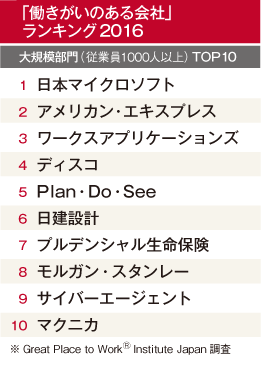 「働きがいのある会社」
ランキング2016
大規模部門(従業員1000人以上)TOP10
1 日本マイクロソフト
2 アメリカン・エキスプレス
3 ワークスアプリケーションズ
4 ディスコ
5 Plan・Do・See
6 日建設計
7 プルデンシャル生命保険
8 モルガン・スタンレー
9 サイバーエージェント
10 マクニカ
※ Great Place to Work® Institute Japan 調査